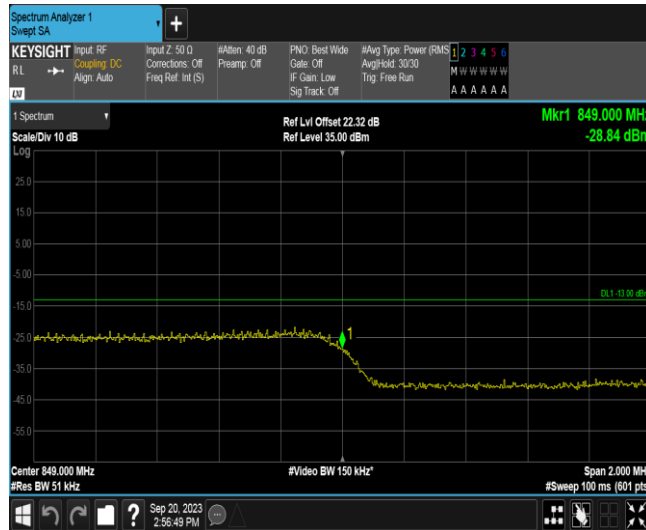 Spectrum Analyzer 1
Swept SA
+
KEYSIGHT
RL
LXI
Input: RF
Coupling: DC
Align: Auto
Input Z: 50 Ω
Corrections: Off
Freq Ref: Int (S)
#Atten: 40 dB
Preamp: Off
PNO: Best Wide
Gate: Off
IF Gain: Low
Sig Track: Off
#Avg Type: Power (RMS
Avg|Hold: 30/30
Trig: Free Run
1 2 3 4 5 6
M W W W W W
A A A A A A
1 Spectrum
Scale/Div 10 dB
Log
Ref Lvl Offset 22.32 dB
Ref Level 35.00 dBm
Mkr1 849.000 MHz
-28.84 dBm
25.0
15.0
5.00
-5.00
-15.0
-25.0
-35.0
-45.0
-55.0
DL1 -13.00 dBm
1
Center 849.000 MHz
#Res BW 51 kHz
#Video BW 150 kHz*
Span 2.000 MH
#Sweep 100 ms (601 pts
?
Sep 20, 2023
2:56:49 PM